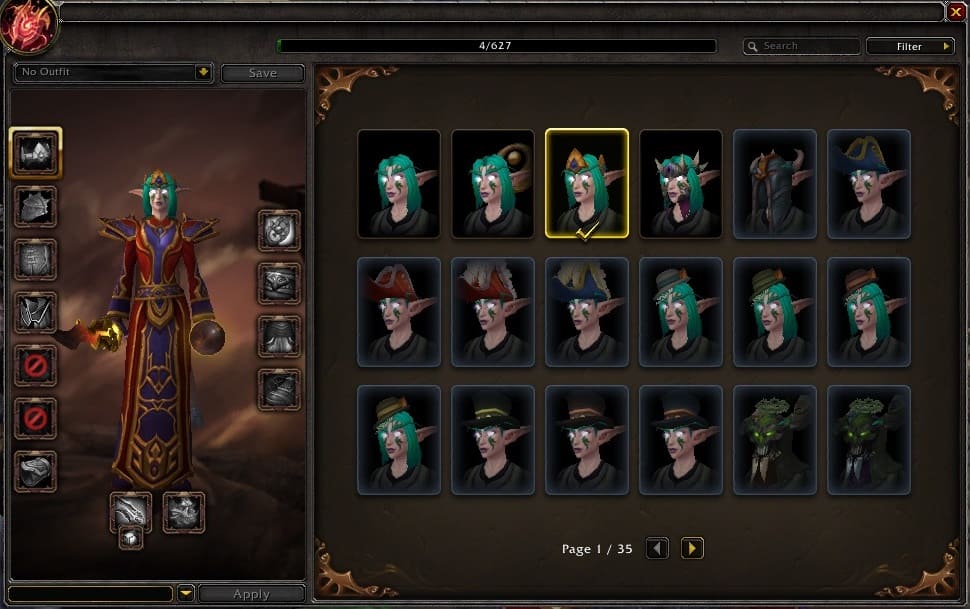 4/627
Search
Filter
No Outfit
Save
Page 1 / 35
Apply